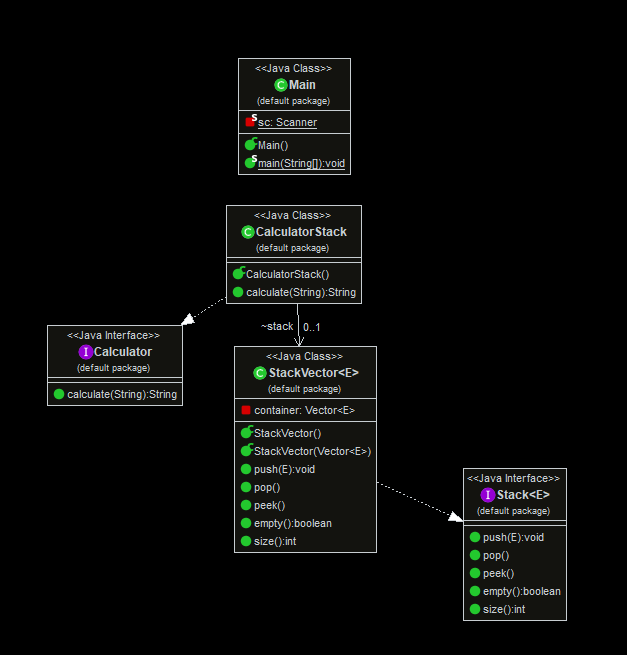 <<Java Class>>
C Main
(default package)
S sc: Scanner
C Main()
S main(String[]):void
<<Java Class>>
C CalculatorStack
(default package)
C CalculatorStack()
calculate(String):String
~stack 0..1
<<Java Interface>>
I Calculator
(default package)
calculate(String):String
<<Java Class>>
C StackVector<E>
(default package)
container: Vector<E>
C StackVector()
C StackVector(Vector<E>)
push(E):void
pop()
peek()
empty():boolean
size():int
<<Java Interface>>
I Stack<E>
(default package)
push(E):void
pop()
peek()
empty():boolean
size():int